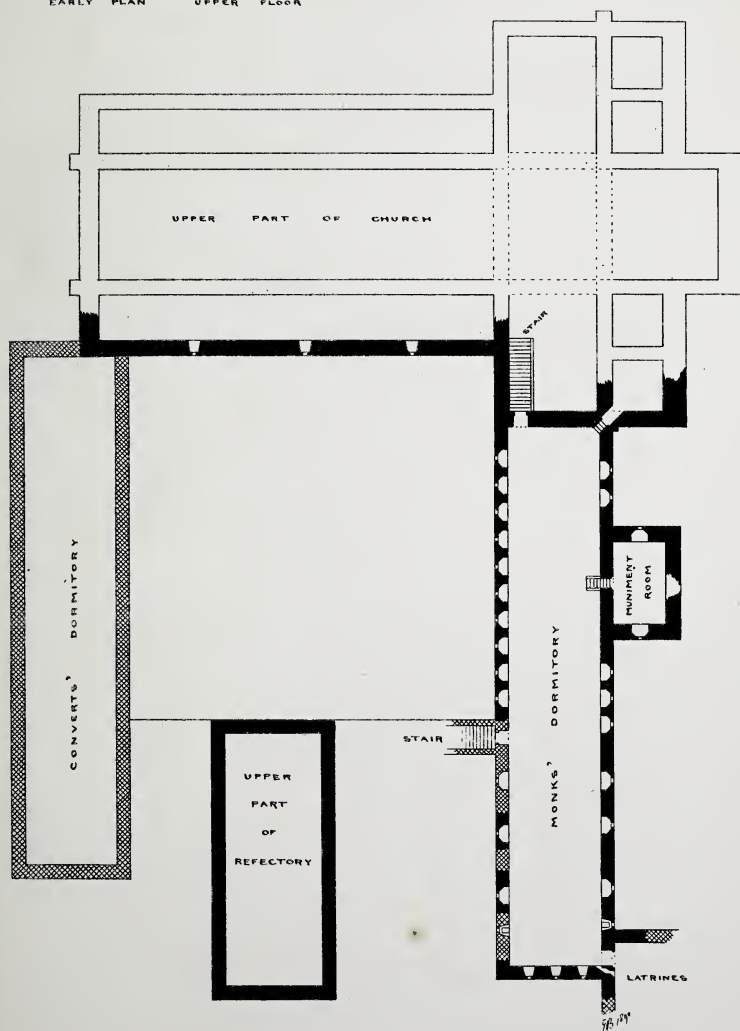 EARLY PLAN UPPER FLOOR
UPPER PART OF CHURCH
STAIR
CONVERTS' DORMITORY
MUNIMENT
ROOM
MONKS' DORMITORY
STAIR
UPPER
PART
OF
REFECTORY
LATRINES